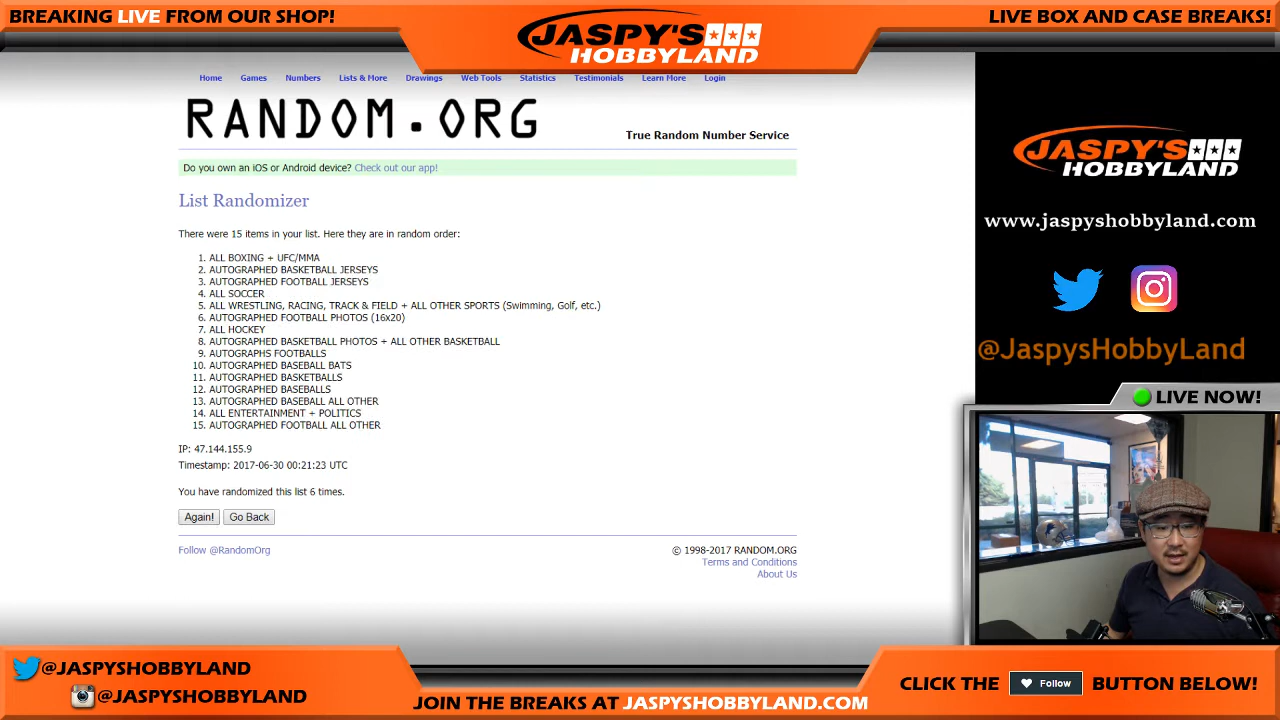 BREAKING LIVE FROM OUR SHOP!
JASPY'S
HOBBYLAND
LIVE BOX AND CASE BREAKS!
Home Games Numbers Lists & More Drawings Web Tools Statistics Testimonials Learn More Login
RANDOM.ORG
True Random Number Service
Do you own an iOS or Android device? Check out our app!
List Randomizer
There were 15 items in your list. Here they are in random order:
1. ALL BOXING + UFC/MMA
2. AUTOGRAPHED BASKETBALL JERSEYS
3. AUTOGRAPHED FOOTBALL JERSEYS
4. ALL SOCCER
5. ALL WRESTLING, RACING, TRACK & FIELD + ALL OTHER SPORTS (Swimming, Golf, etc.)
6. AUTOGRAPHED FOOTBALL PHOTOS (16x20)
7. ALL HOCKEY
8. AUTOGRAPHED BASKETBALL PHOTOS + ALL OTHER BASKETBALL
9. AUTOGRAPHS FOOTBALLS
10. AUTOGRAPHED BASEBALL BATS
11. AUTOGRAPHED BASKETBALLS
12. AUTOGRAPHED BASEBALLS
13. AUTOGRAPHED BASEBALL ALL OTHER
14. ALL ENTERTAINMENT + POLITICS
15. AUTOGRAPHED FOOTBALL ALL OTHER
IP: 47.144.155.9
Timestamp: 2017-06-30 00:21:23 UTC
You have randomized this list 6 times.
Again! Go Back
Follow @RandomOrg
© 1998-2017 RANDOM.ORG
Terms and Conditions
About Us
JASPY'S
HOBBYLAND
www.jaspyshobbyland.com
@JaspysHobbyLand
LIVE NOW!
@JASPYSHOBBYLAND
@JASPYSHOBBYLAND
JOIN THE BREAKS AT JASPYSHOBBYLAND.COM
CLICK THE Follow BUTTON BELOW!